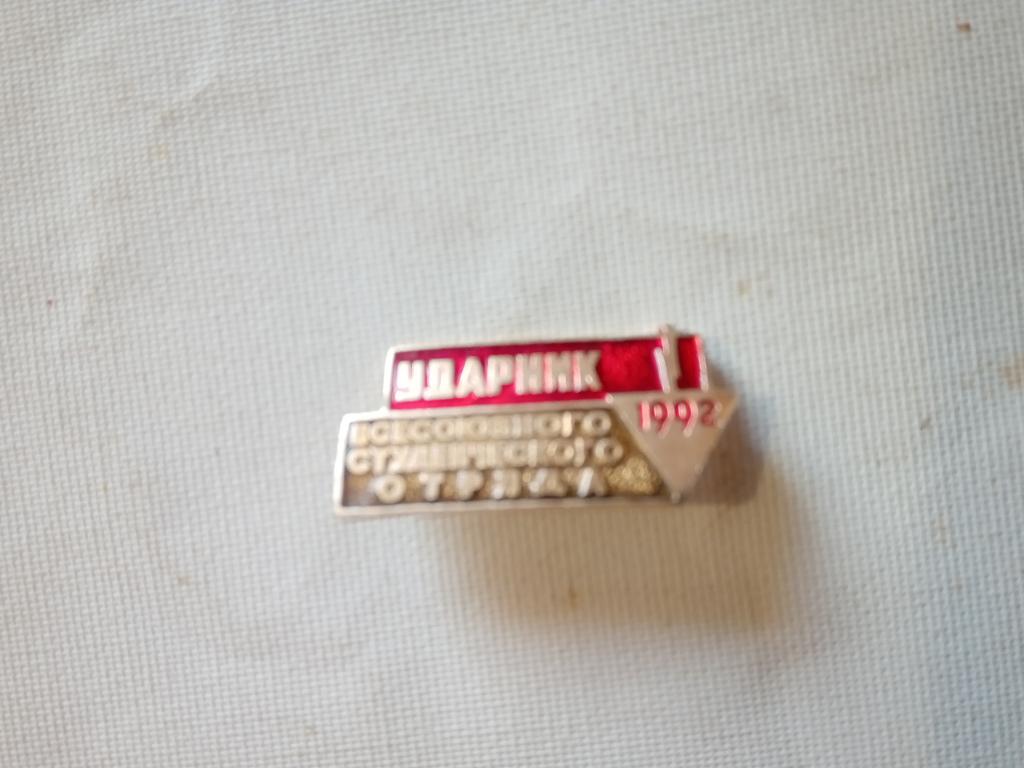 УДАРНИК
1992
ВСЕСОЮЗНОГО
СТУДЕНЧЕСКОГО
ОТРЯДА